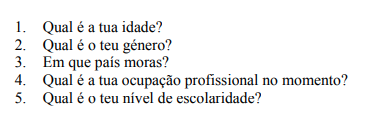 1. Qual é a tua idade?
2. Qual é o teu género?
3. Em que país moras?
4. Qual é a tua ocupação profissional no momento?
5. Qual é o teu nível de escolaridade?